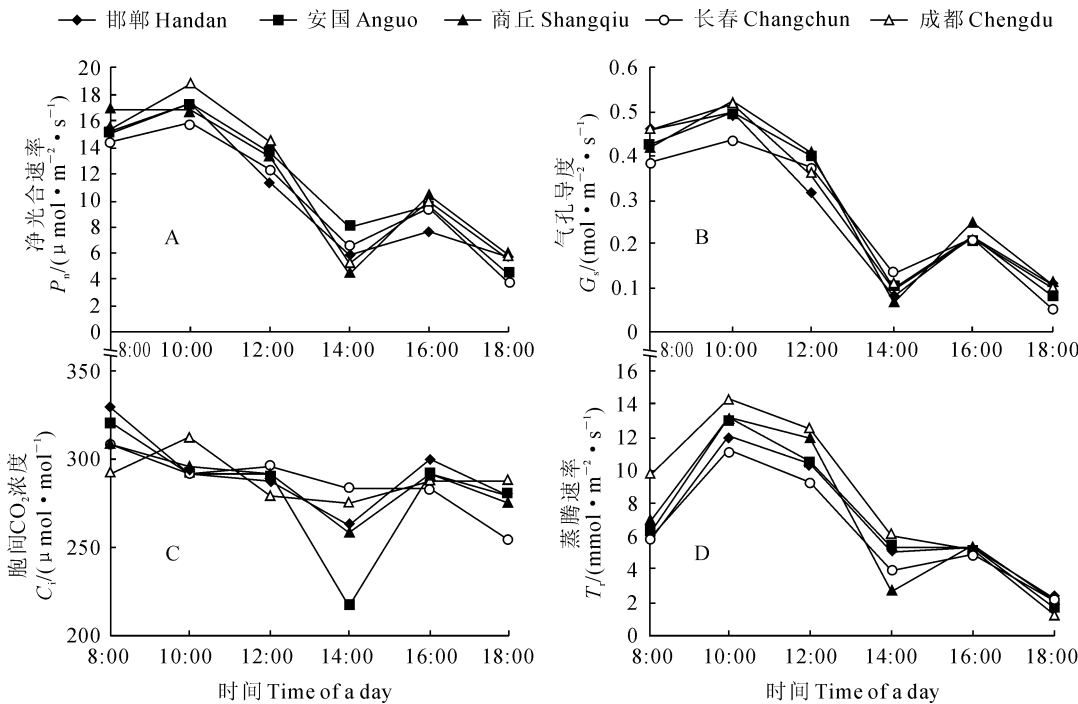 邯郸 Handan 安国 Anguo 商丘 Shangqiu 长春 Changchun 成都 Chengdu
净光合速率
Pn/(μmol·m−2·s−1)
20
18
16
14
12
10
8
6
4
2
0
A
8:00 10:00 12:00 14:00 16:00 18:00
气孔导度
Gs/(mol·m−2·s−1)
0.6
0.5
0.4
0.3
0.2
0.1
0
B
8:00 10:00 12:00 14:00 16:00 18:00
胞间CO2浓度
Ci/(μmol·mol−1)
350
300
250
200
C
8:00 10:00 12:00 14:00 16:00 18:00
时间 Time of a day
蒸腾速率
Tr/(mmol·m−2·s−1)
16
14
12
10
8
6
4
2
0
D
8:00 10:00 12:00 14:00 16:00 18:00
时间 Time of a day